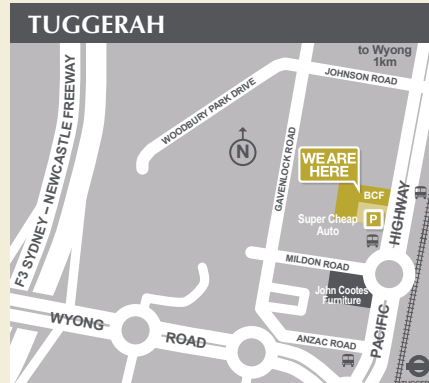 TUGGERAH
to Wyong
1km
JOHNSON ROAD
WOODBURY PARK DRIVE
F3 SYDNEY – NEWCASTLE FREEWAY
GAVENLOCK ROAD
N
WE ARE
HERE
BCF
P
Super Cheap
Auto
HIGHWAY
MILDON ROAD
John Cootes
Furniture
WYONG
ROAD
ANZAC ROAD
PACIFIC